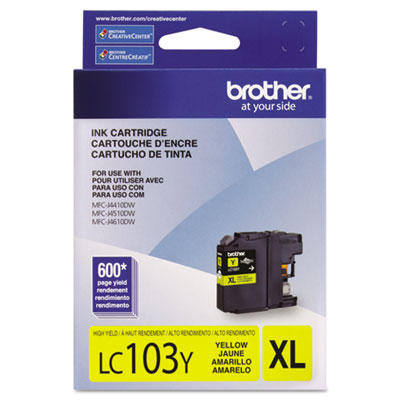 BROTHER
CREATIVECENTER
www.brother.com/creativecenter
BROTHER
CENTRECRÉATIF
brother
at your side
INK CARTRIDGE
CARTOUCHE D'ENCRE
CARTUCHO DE TINTA
FOR USE WITH
POUR UTILISER AVEC
PARA USO CON
PARA USO COM
MFC-J4410DW
MFC-J4510DW
MFC-J4610DW
600*
page yield
rendement
rendimiento
rendimento
Y
LC103Y
XL
HIGH YIELD / À HAUT RENDEMENT / ALTO RENDIMIENTO / ALTO RENDIMENTO
LC103Y
YELLOW
JAUNE
AMARILLO
AMARELO
XL